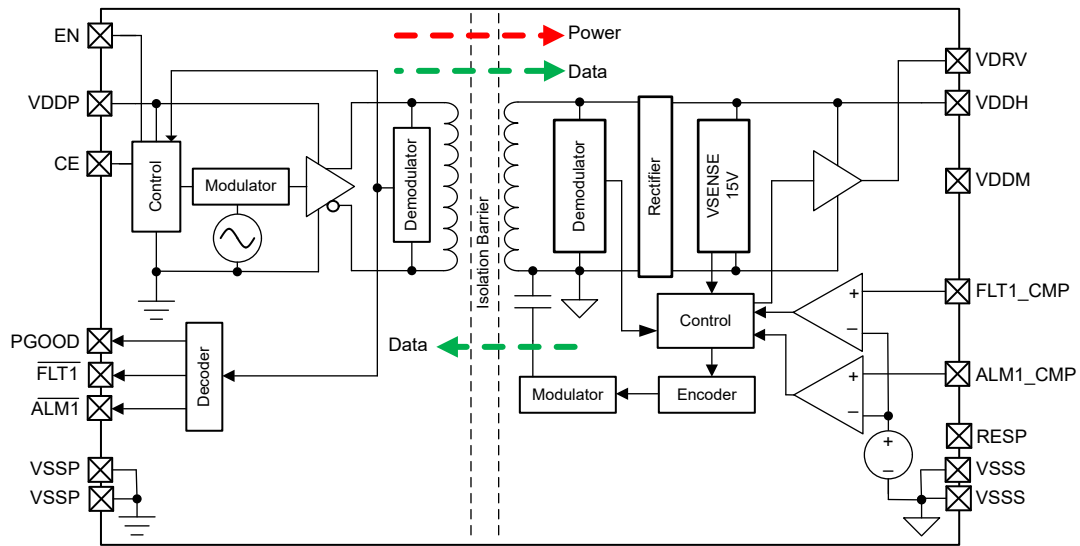 EN
VDDP
CE
PGOOD
FLT1
ALM1
VSSP
VSSP
Control
Modulator
Demodulator
Decoder
Power
Data
Isolation Barrier
Data
Demodulator
Rectifier
VSENSE
15V
Control
Modulator
Encoder
+
−
+
−
+
−
VDRV
VDDH
VDDM
FLT1_CMP
ALM1_CMP
RESP
VSSS
VSSS